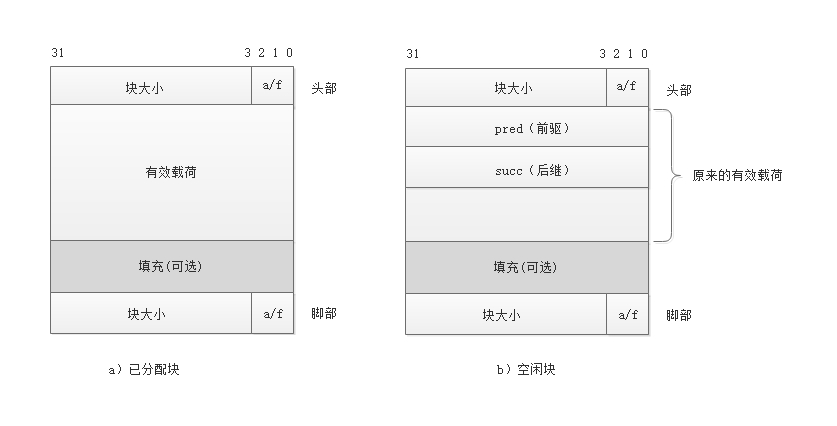 31 3 2 1 0
块大小 a/f 头部
有效载荷
填充(可选)
块大小 a/f 脚部
a）已分配块
31 3 2 1 0
块大小 a/f 头部
pred（前驱）
succ（后继）
原来的有效载荷
填充(可选)
块大小 a/f 脚部
b）空闲块